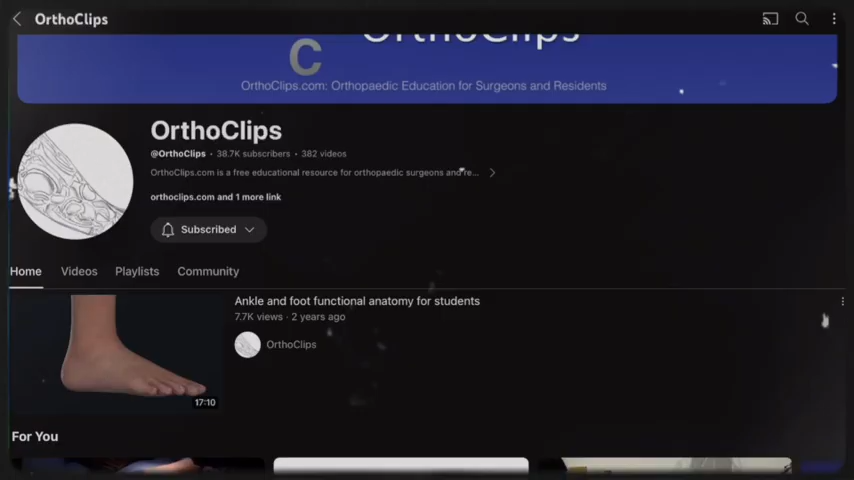 OrthoClips
OrthoClips
C
OrthoClips.com: Orthopaedic Education for Surgeons and Residents
OrthoClips
@OrthoClips · 38.7K subscribers · 382 videos
OrthoClips.com is a free educational resource for orthopaedic surgeons and re...
orthoclips.com and 1 more link
Subscribed
Home Videos Playlists Community
Ankle and foot functional anatomy for students
7.7K views · 2 years ago
OrthoClips
17:10
For You